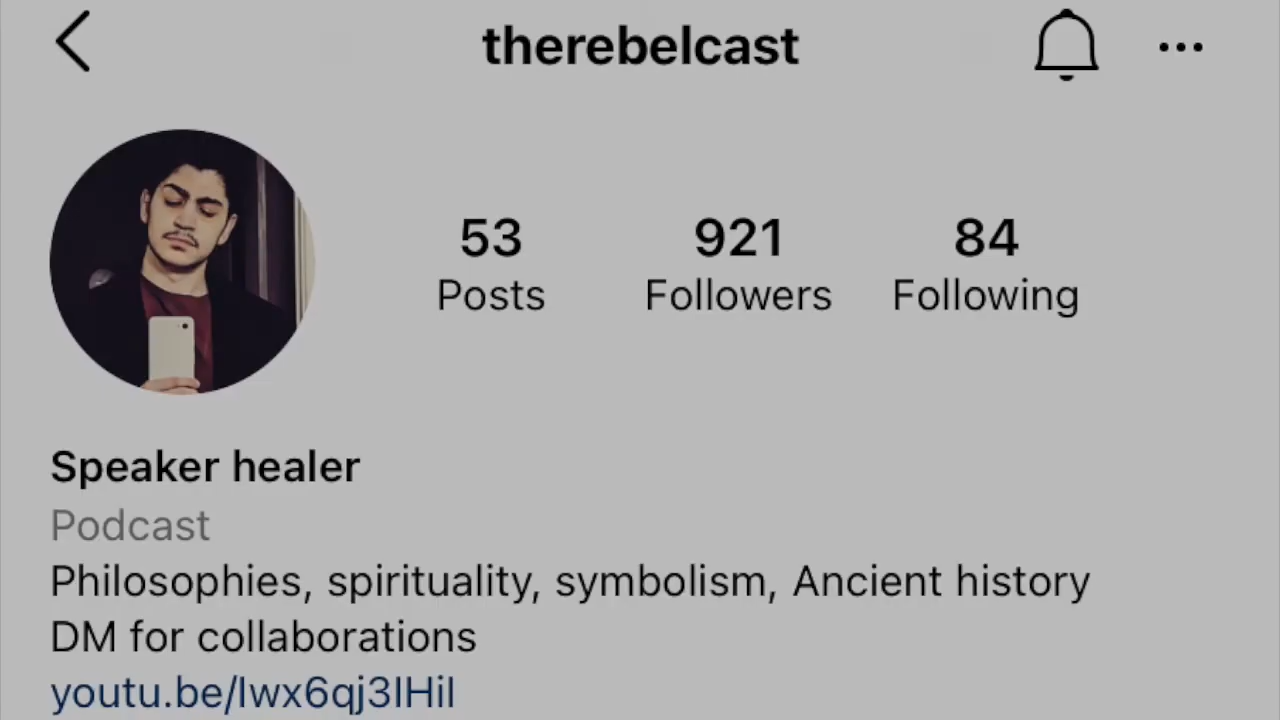 therebelcast
53 921 84
Posts Followers Following
Speaker healer
Podcast
Philosophies, spirituality, symbolism, Ancient history
DM for collaborations
youtu.be/Iwx6qj3IHiI